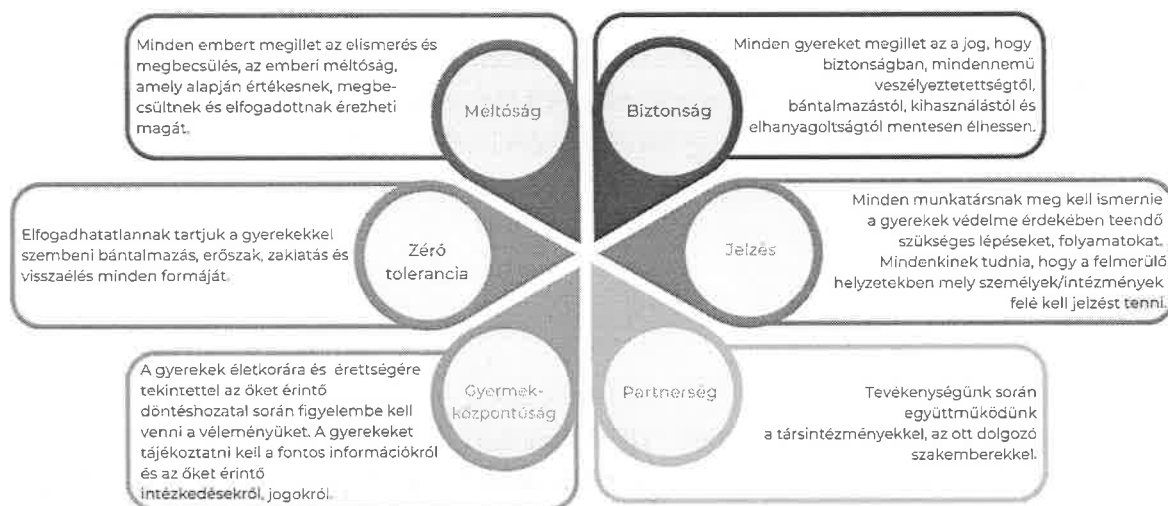 Minden embert megillet az elismerés és
megbecsülés, az emberi méltóság,
amely alapján értékesnek, megbe-
csültnek és elfogadottnak érezheti
magát.
Méltóság
Biztonság
Minden gyereket megillet az a jog, hogy
biztonságban, mindennemű
veszélyeztetettségtől,
bántalmazástól, kihasználástól és
elhanyagoltságtól mentesen élhessen.
Elfogadhatatlannak tartjuk a gyerekekkel
szembeni bántalmazás, erőszak, zaklatás és
visszaélés minden formáját.
Zéró
tolerancia
Jelzés
Minden munkatársnak meg kell ismernie
a gyerekek védelme érdekében teendő
szükséges lépéseket, folyamatokat.
Mindenkinek tudnia, hogy a felmerülő
helyzetekben mely személyek/intézmények
felé kell jelzést tenni.
A gyerekek életkorára és érettségére
tekintettel az őket érintő
döntéshozatal során figyelembe kell
venni a véleményüket. A gyerekeket
tájékoztatni kell a fontos információkról
és az őket érintő
intézkedésekről, jogokról.
Gyermek-
központúság
Partnerség
Tevékenységünk során
együttműködünk
a társintézményekkel, az ott dolgozó
szakemberekkel.